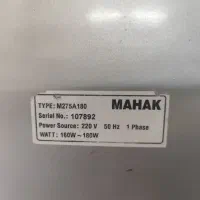 TYPE: M275A180
MAHAK
Serial No.: 107892
Power Source: 220 V 50 Hz 1 Phase
WATT: 160W~180W